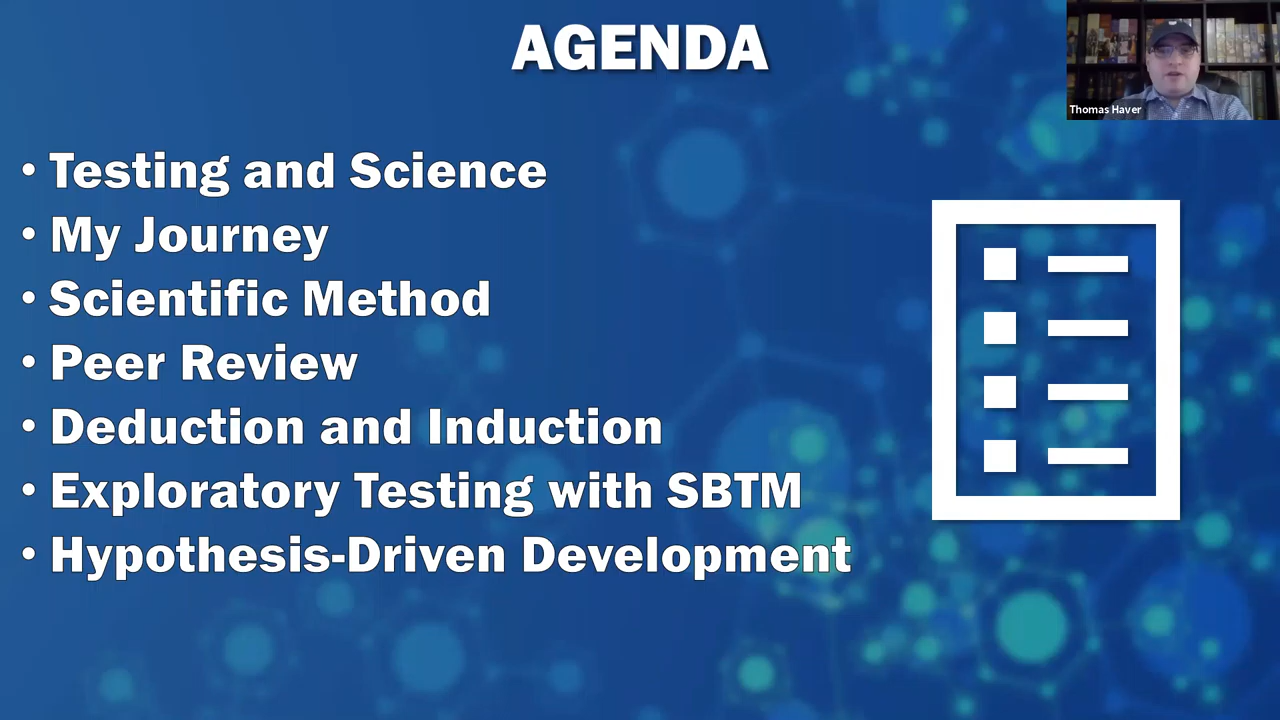 AGENDA
Thomas Haver
• Testing and Science
• My Journey
• Scientific Method
• Peer Review
• Deduction and Induction
• Exploratory Testing with SBTM
• Hypothesis-Driven Development